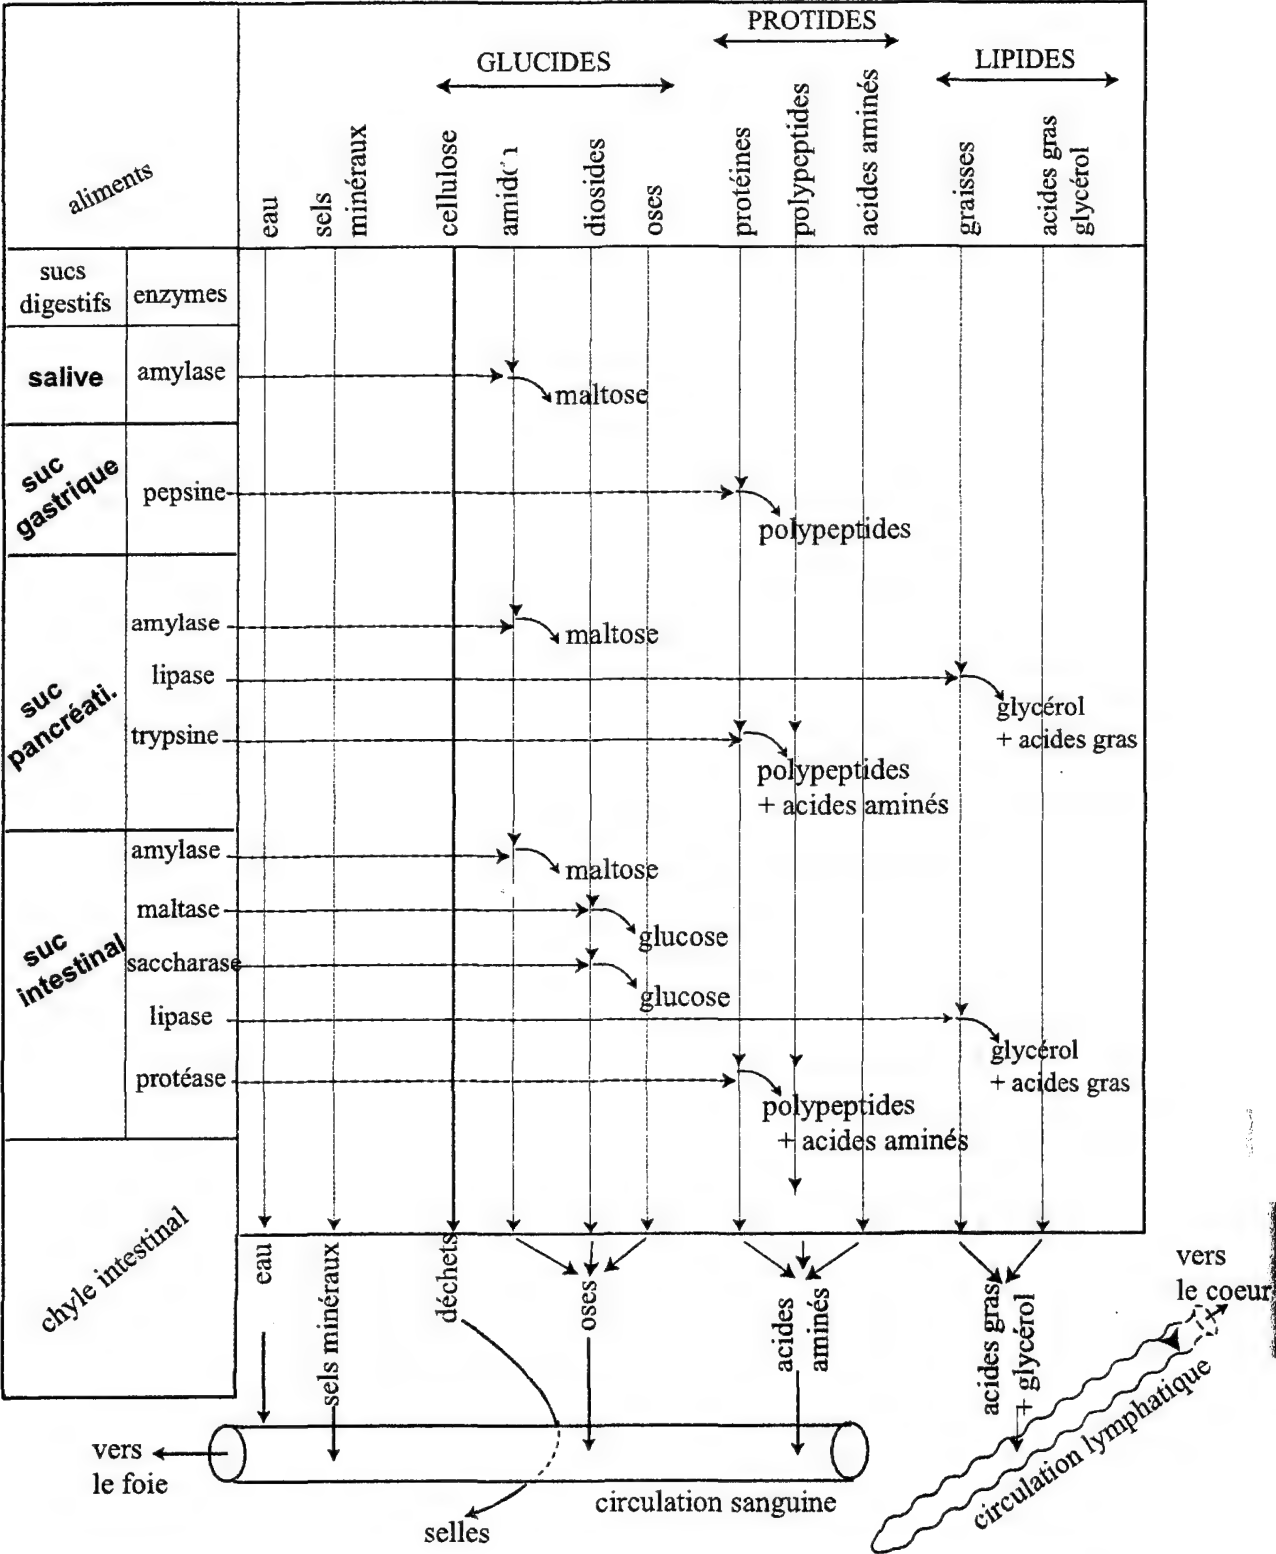 PROTIDES
GLUCIDES
LIPIDES
aliments
eau
sels
minéraux
cellulose
amidon
diosides
oses
protéines
polypeptides
acides aminés
graisses
acides gras
glycérol
sucs
digestifs
enzymes
salive
amylase
maltose
suc
gastrique
pepsine
polypeptides
suc
pancréati.
amylase
maltose
lipase
glycérol
+ acides gras
trypsine
polypeptides
+ acides aminés
suc
intestinal
amylase
maltose
maltase
glucose
saccharase
glucose
lipase
glycérol
+ acides gras
protéase
polypeptides
+ acides aminés
chyle intestinal
eau
sels minéraux
déchets
oses
acides
aminés
acides gras
+ glycérol
vers
le coeur
circulation lymphatique
vers
le foie
circulation sanguine
selles